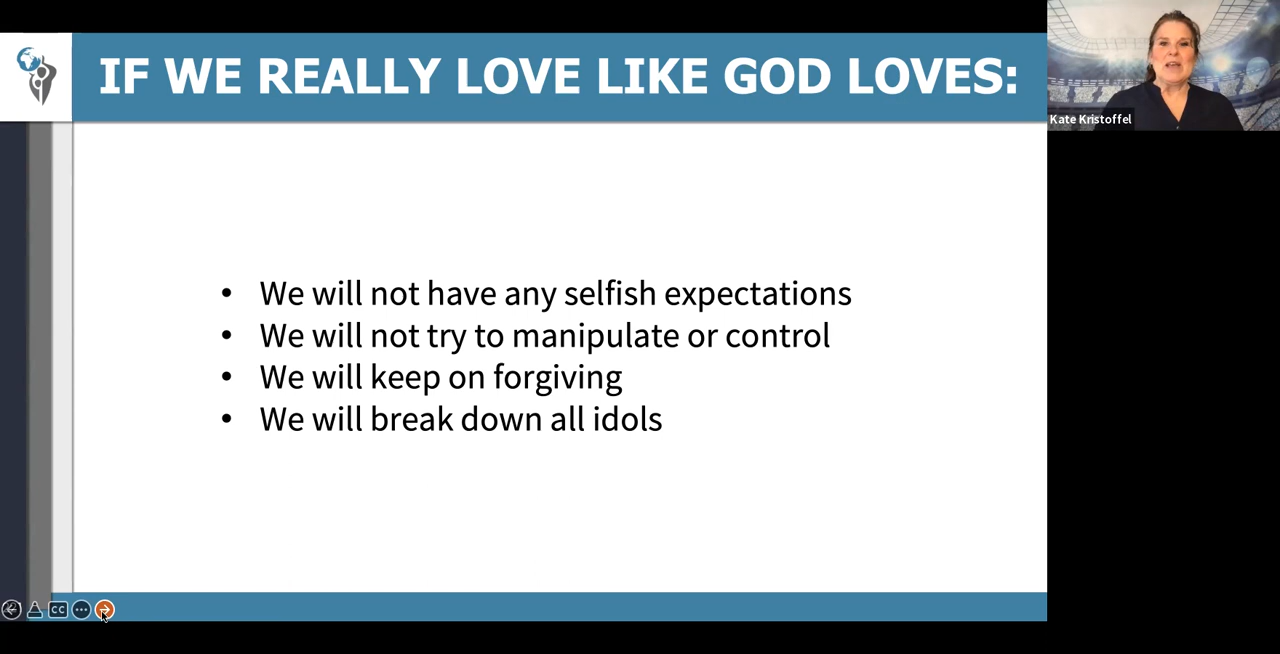 IF WE REALLY LOVE LIKE GOD LOVES:
Kate Kristoffel
• We will not have any selfish expectations
• We will not try to manipulate or control
• We will keep on forgiving
• We will break down all idols
CC